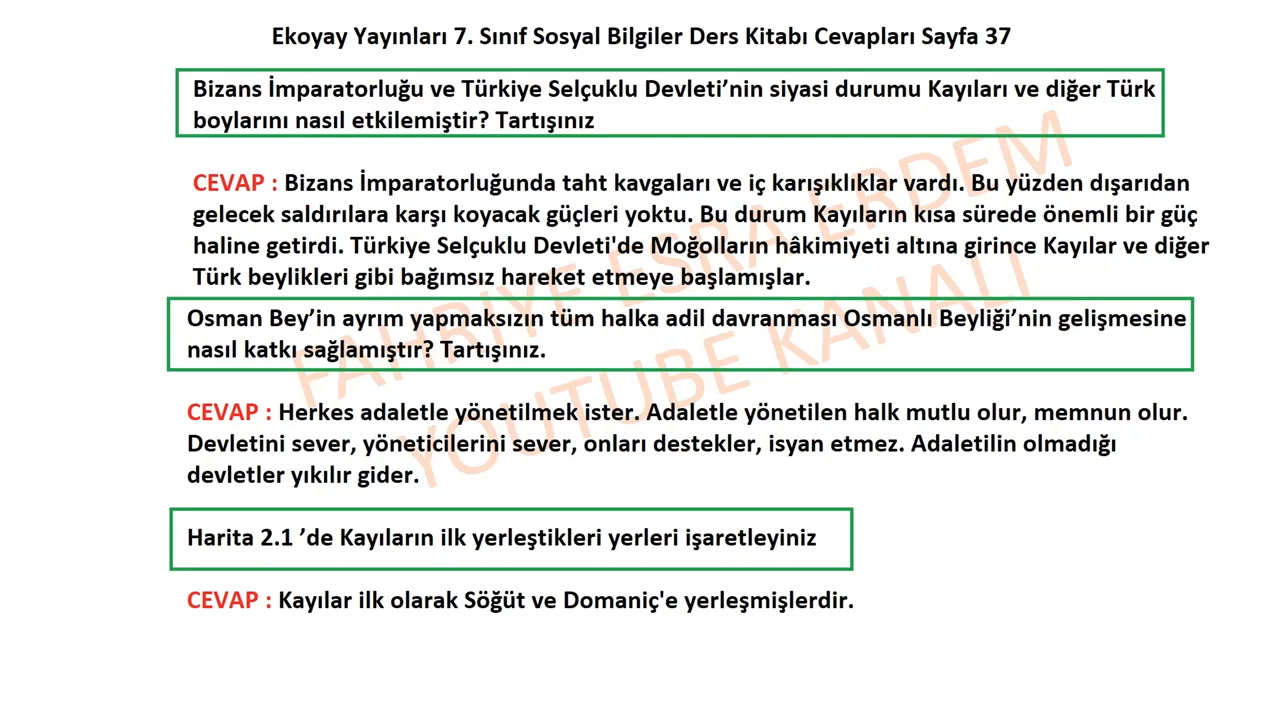 Ekoyay Yayınları 7. Sınıf Sosyal Bilgiler Ders Kitabı Cevapları Sayfa 37
Bizans İmparatorluğu ve Türkiye Selçuklu Devleti’nin siyasi durumu Kayıları ve diğer Türk
boylarını nasıl etkilemiştir? Tartışınız
CEVAP : Bizans İmparatorluğunda taht kavgaları ve iç karışıklıklar vardı. Bu yüzden dışarıdan
gelecek saldırılara karşı koyacak güçleri yoktu. Bu durum Kayıların kısa sürede önemli bir güç
haline getirdi. Türkiye Selçuklu Devleti'de Moğolların hâkimiyeti altına girince Kayılar ve diğer
Türk beylikleri gibi bağımsız hareket etmeye başlamışlar.
Osman Bey’in ayrım yapmaksızın tüm halka adil davranması Osmanlı Beyliği’nin gelişmesine
nasıl katkı sağlamıştır? Tartışınız.
CEVAP : Herkes adaletle yönetilmek ister. Adaletle yönetilen halk mutlu olur, memnun olur.
Devletini sever, yöneticilerini sever, onları destekler, isyan etmez. Adaletilin olmadığı
devletler yıkılır gider.
Harita 2.1 ’de Kayıların ilk yerleştikleri yerleri işaretleyiniz
CEVAP : Kayılar ilk olarak Söğüt ve Domaniç'e yerleşmişlerdir.
FAHRİYE ESRA ERDEM
YOUTUBE KANALI